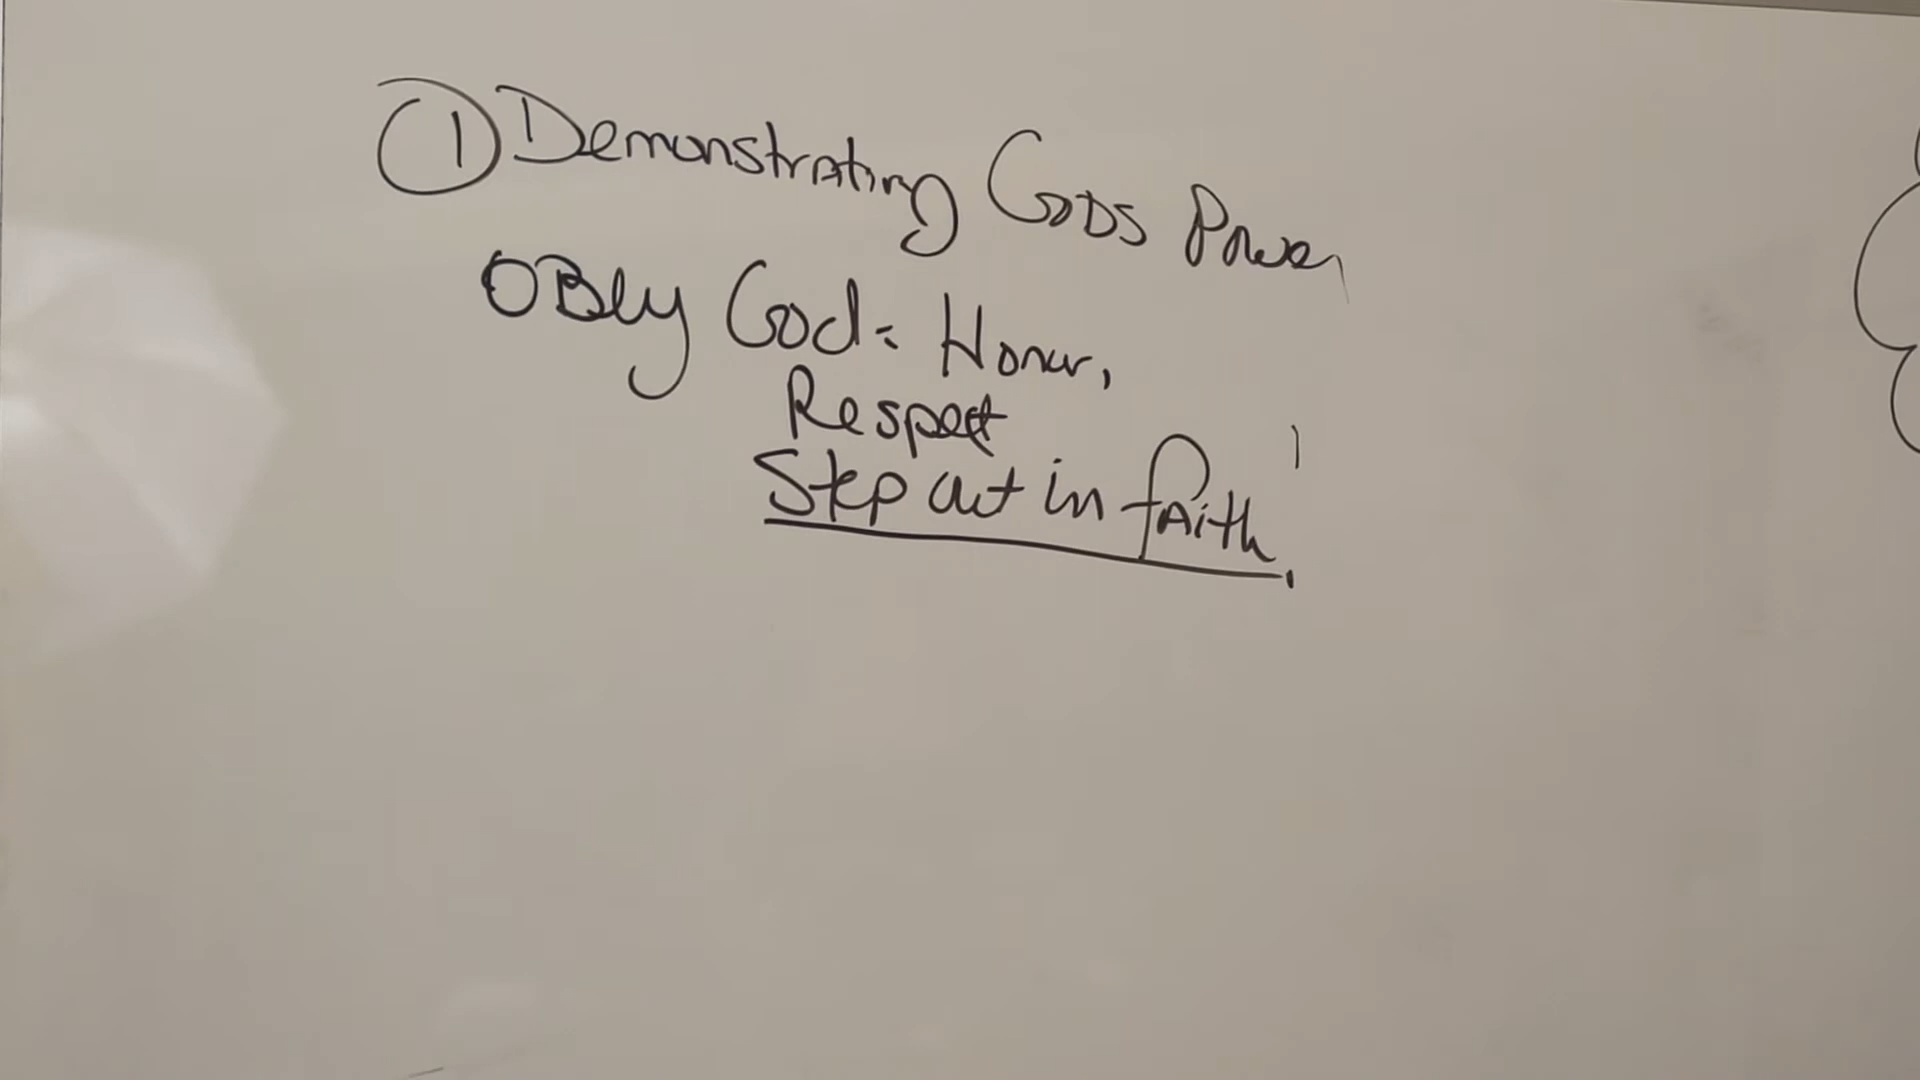 ① Demonstrating GODS Power
OBey God = Honor,
Respect
Step out in fAith